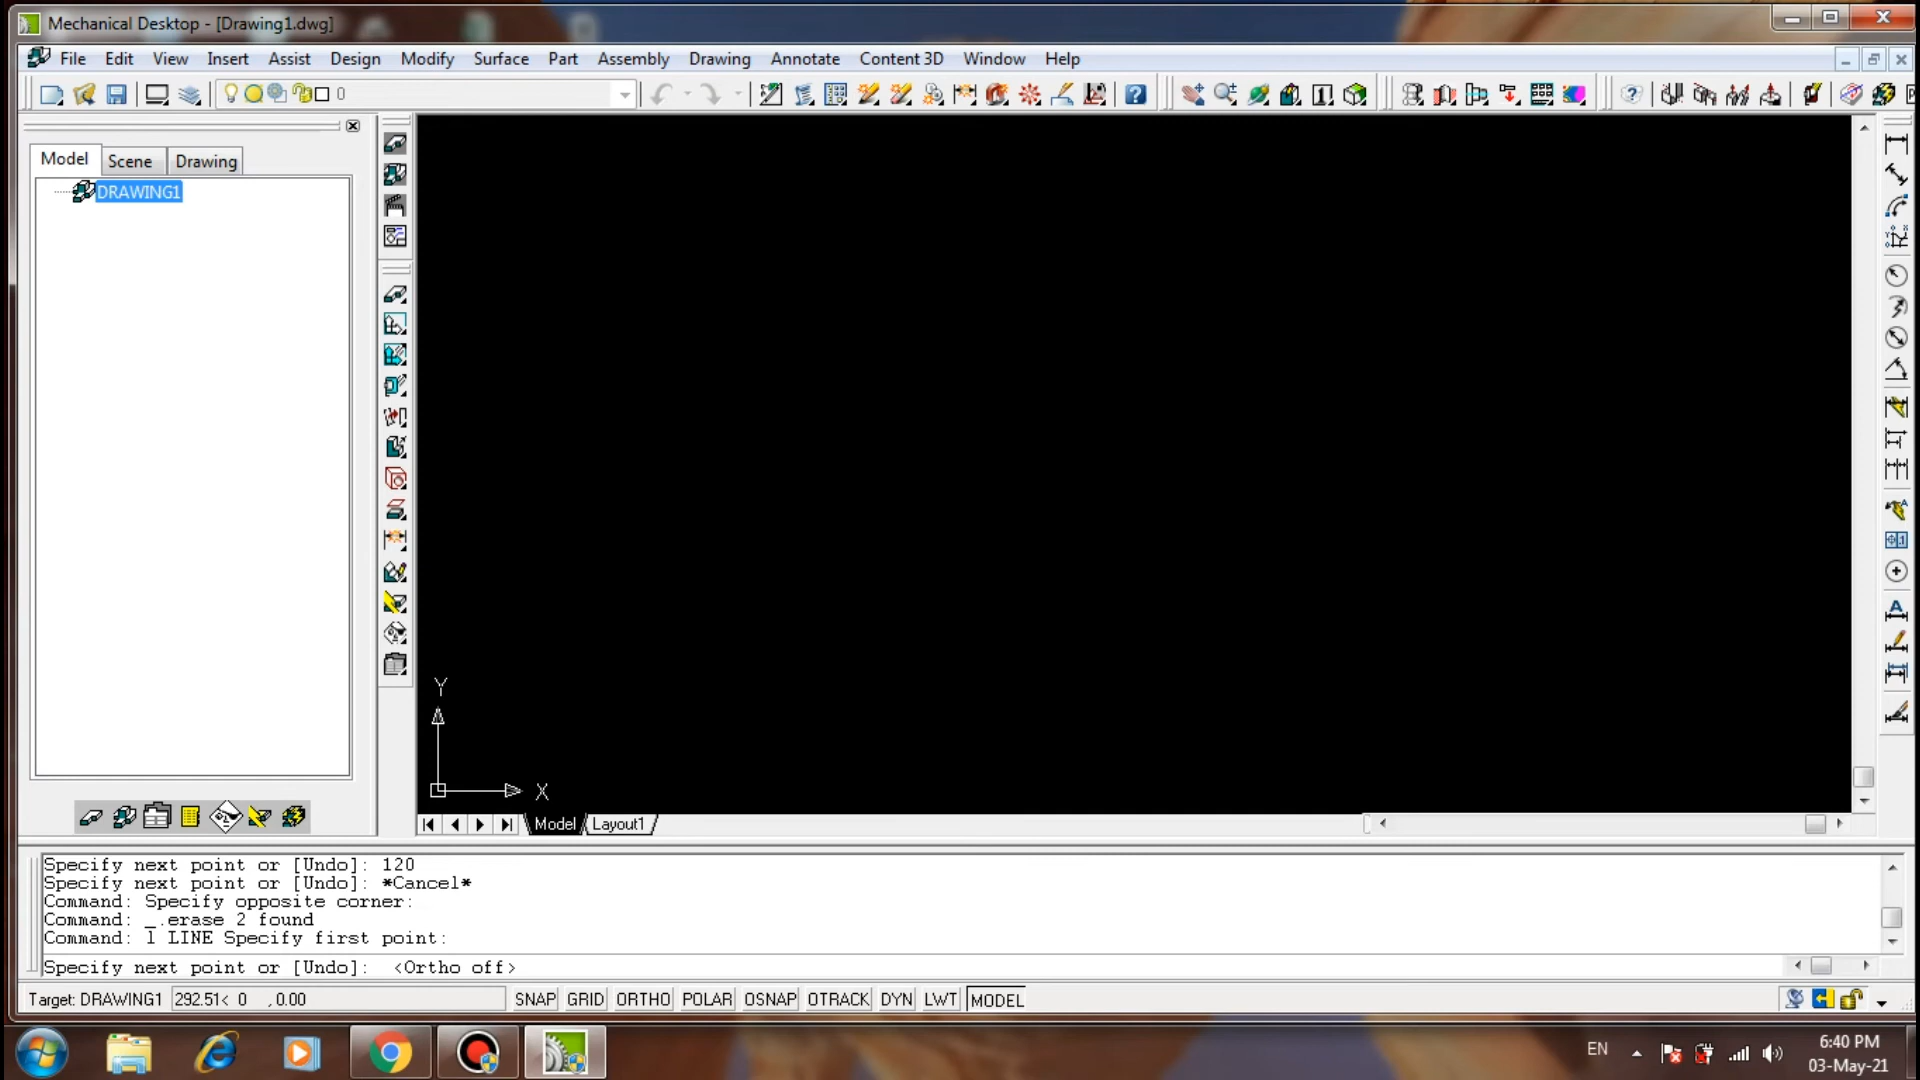 Mechanical Desktop - [Drawing1.dwg]
File Edit View Insert Assist Design Modify Surface Part Assembly Drawing Annotate Content 3D Window Help
0
Model Scene Drawing
DRAWING1
Y
X
Model Layout1
Specify next point or [Undo]: 120
Specify next point or [Undo]: *Cancel*
Command: Specify opposite corner:
Command: _.erase 2 found
Command: l LINE Specify first point:
Specify next point or [Undo]:  <Ortho off>
Target: DRAWING1 292.51< 0 , 0.00 SNAP GRID ORTHO POLAR OSNAP OTRACK DYN LWT MODEL
EN
6:40 PM
03-May-21